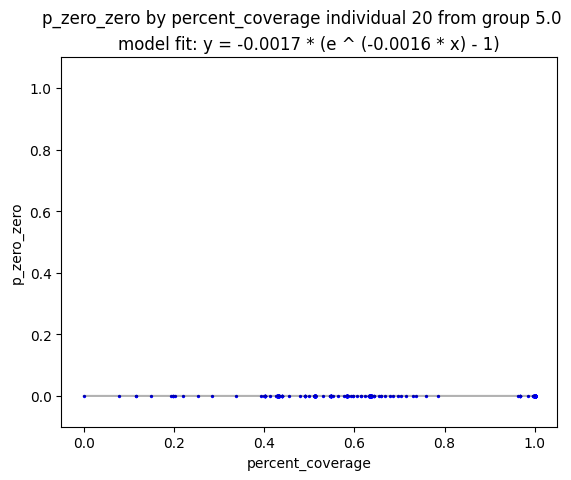 p_zero_zero by percent_coverage individual 20 from group 5.0
model fit: y = -0.0017 * (e ^ (-0.0016 * x) - 1)
1.0
0.8
0.6
0.4
0.2
0.0
p_zero_zero
0.0 0.2 0.4 0.6 0.8 1.0
percent_coverage